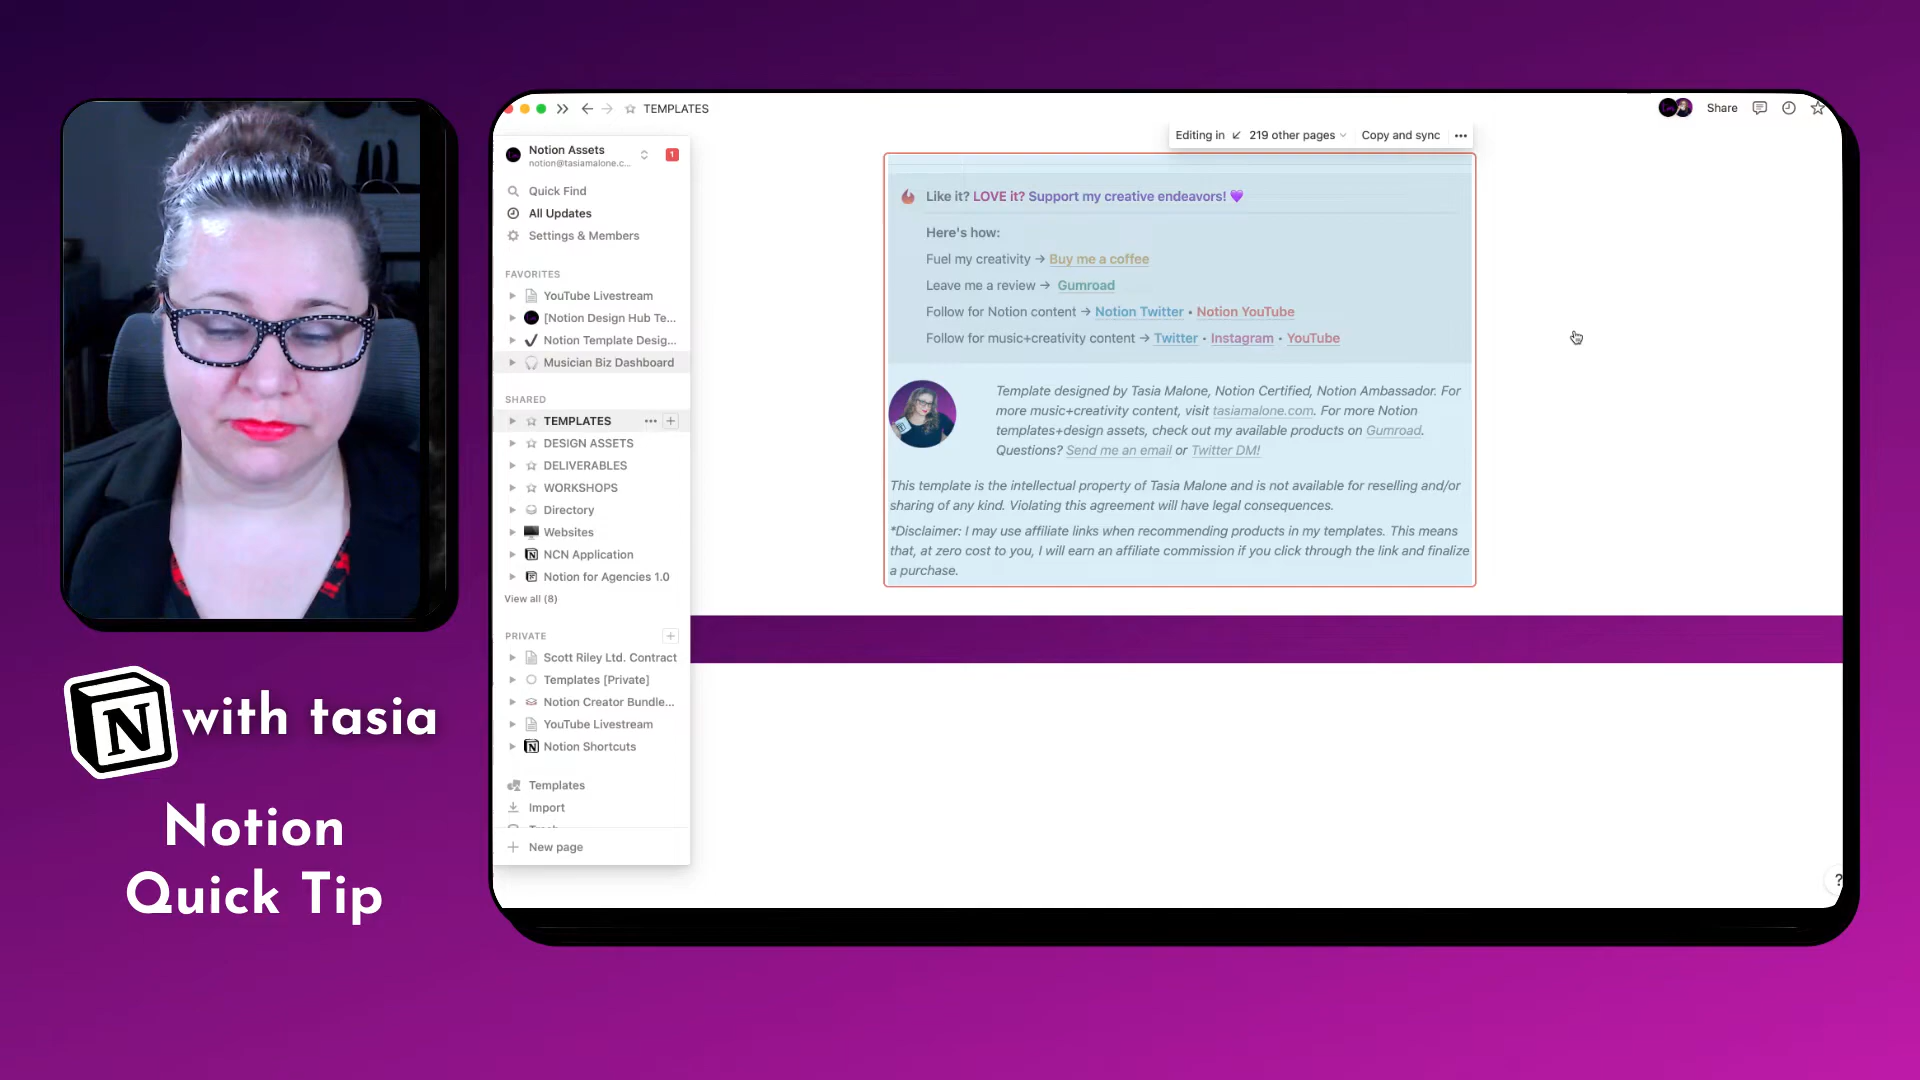 TEMPLATES
Share
Editing in 219 other pages Copy and sync
Notion Assets
notion@tasiamalone.c...
1
Quick Find
All Updates
Settings & Members
FAVORITES
YouTube Livestream
[Notion Design Hub Te...
Notion Template Desig...
Musician Biz Dashboard
SHARED
TEMPLATES
DESIGN ASSETS
DELIVERABLES
WORKSHOPS
Directory
Websites
NCN Application
Notion for Agencies 1.0
View all (8)
PRIVATE
Scott Riley Ltd. Contract
Templates [Private]
Notion Creator Bundle...
YouTube Livestream
Notion Shortcuts
Templates
Import
New page
Like it? LOVE it? Support my creative endeavors! 💜
Here's how:
Fuel my creativity → Buy me a coffee
Leave me a review → Gumroad
Follow for Notion content → Notion Twitter • Notion YouTube
Follow for music+creativity content → Twitter • Instagram • YouTube
Template designed by Tasia Malone, Notion Certified, Notion Ambassador. For
more music+creativity content, visit tasiamalone.com. For more Notion
templates+design assets, check out my available products on Gumroad.
Questions? Send me an email or Twitter DM!
This template is the intellectual property of Tasia Malone and is not available for reselling and/or
sharing of any kind. Violating this agreement will have legal consequences.
*Disclaimer: I may use affiliate links when recommending products in my templates. This means
that, at zero cost to you, I will earn an affiliate commission if you click through the link and finalize
a purchase.
?
N with tasia
Notion
Quick Tip